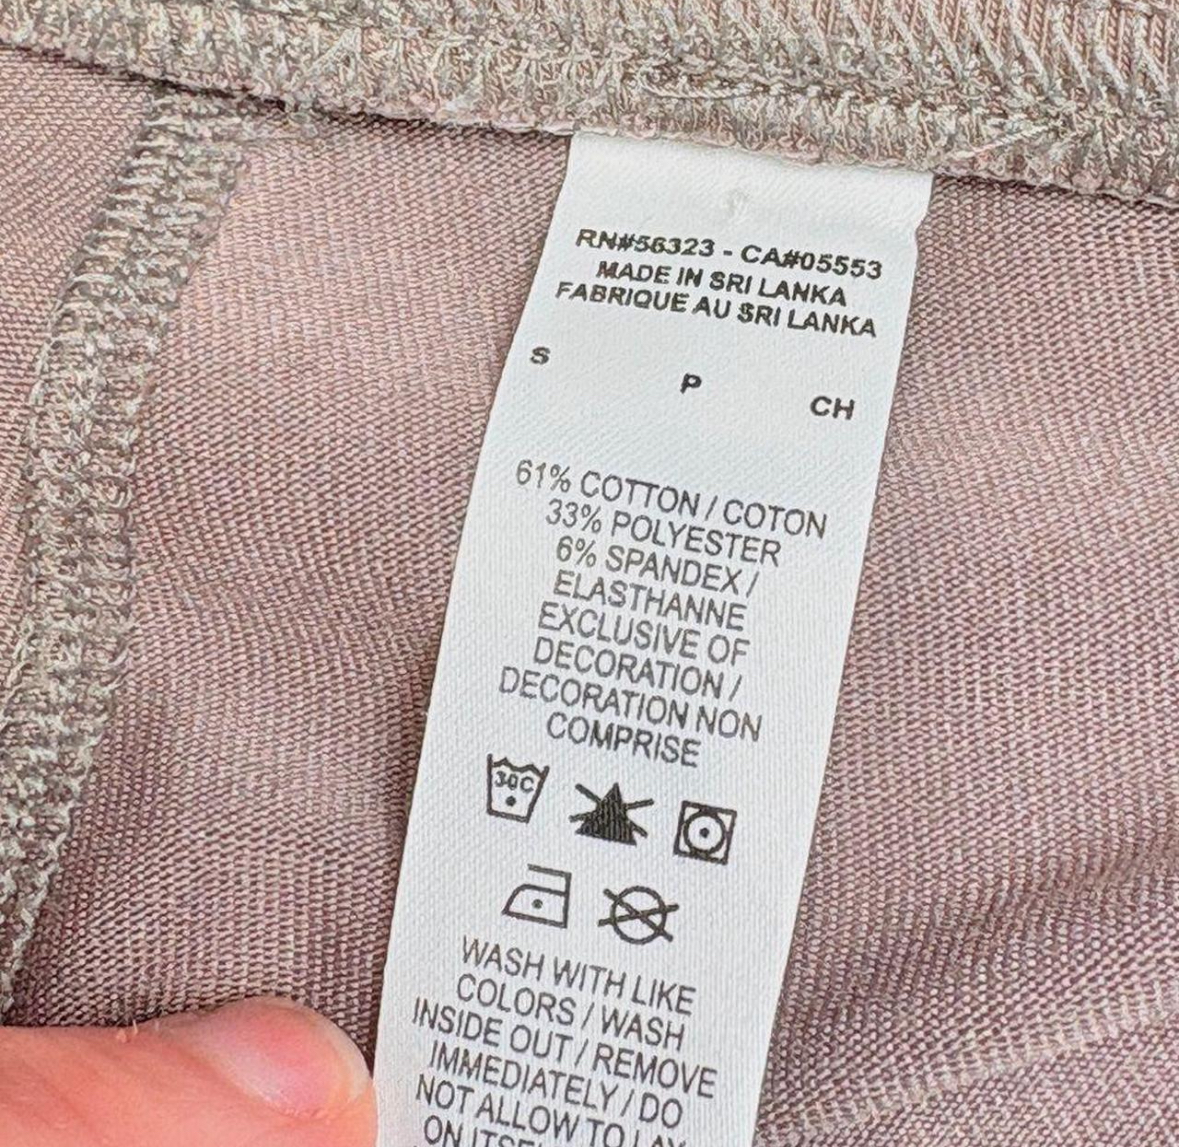 RN#56323 - CA#05553
MADE IN SRI LANKA
FABRIQUE AU SRI LANKA
S P CH
61% COTTON / COTON
33% POLYESTER
6% SPANDEX /
ELASTHANNE
EXCLUSIVE OF
DECORATION /
DECORATION NON
COMPRISE
30C
WASH WITH LIKE
COLORS / WASH
INSIDE OUT / REMOVE
IMMEDIATELY / DO
NOT ALLOW TO LAY
ON